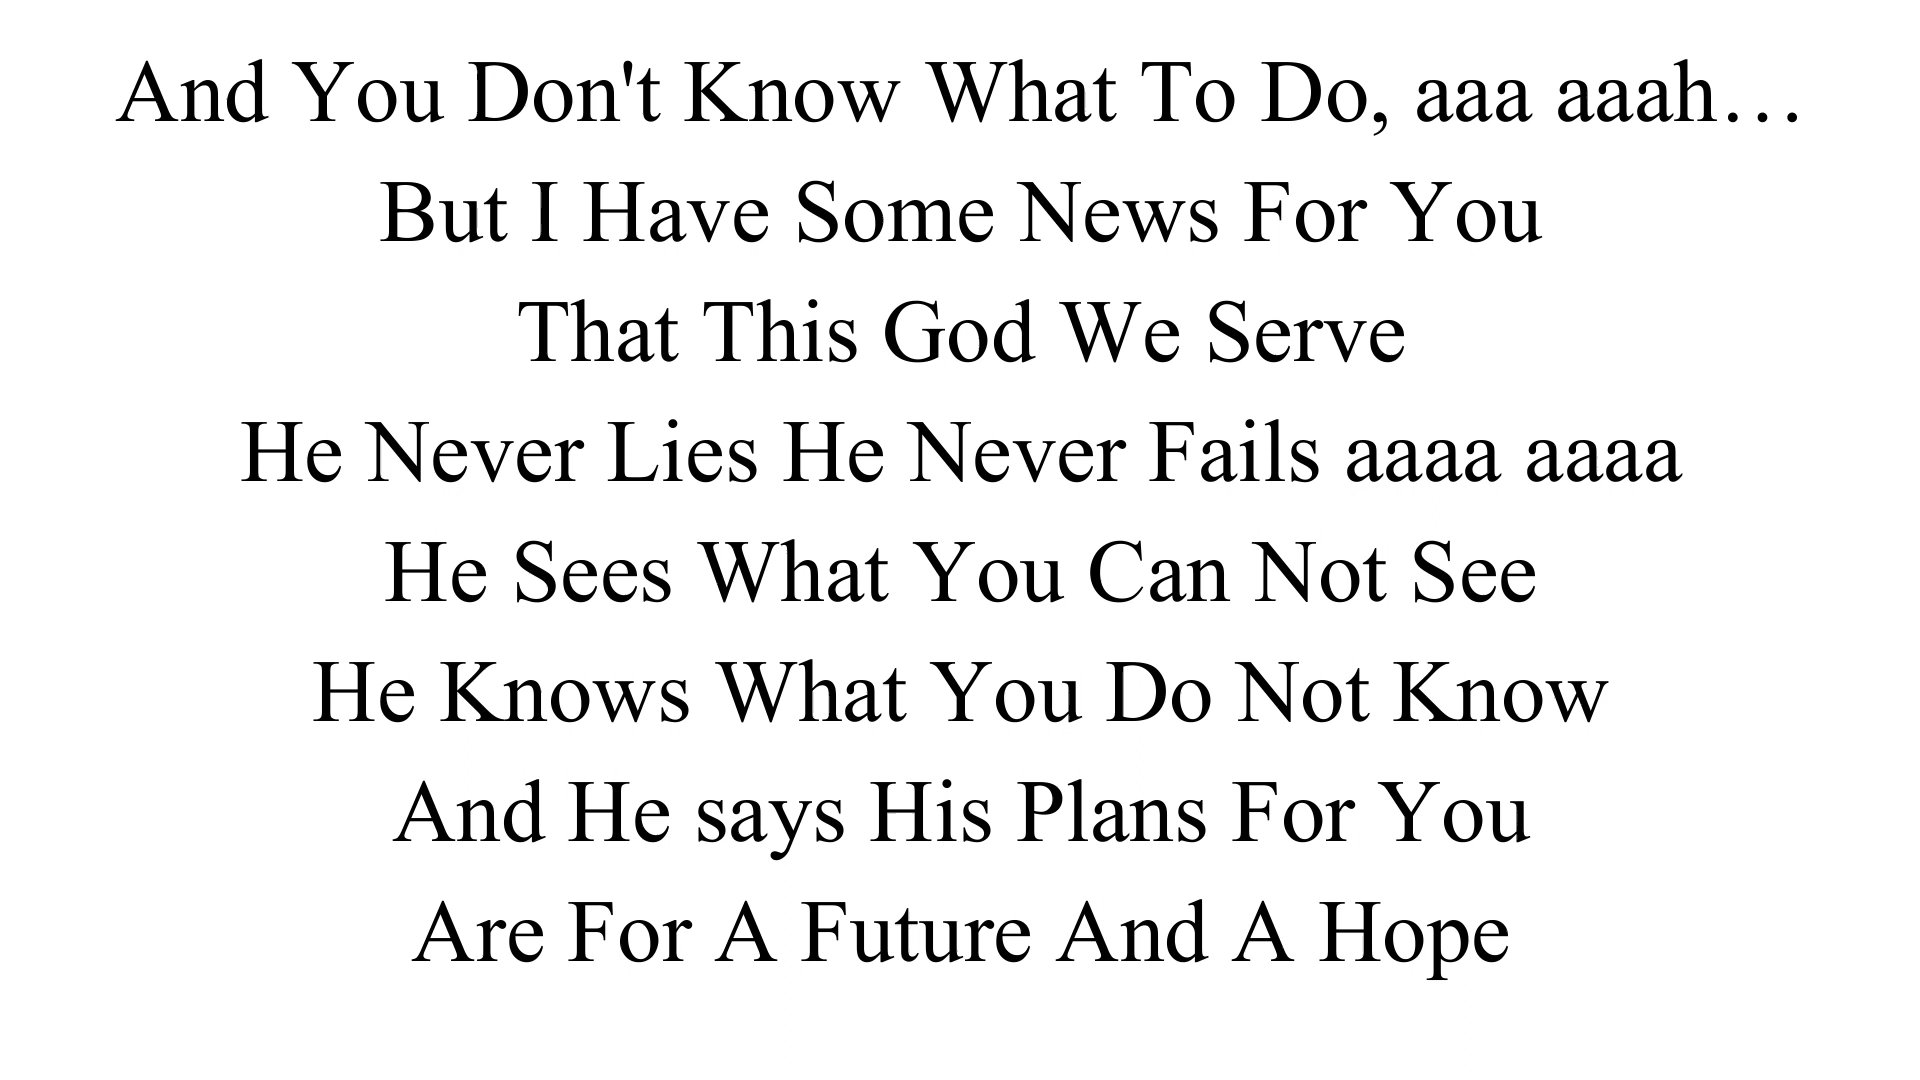 And You Don't Know What To Do, aaa aaah…
But I Have Some News For You
That This God We Serve
He Never Lies He Never Fails aaaa aaaa
He Sees What You Can Not See
He Knows What You Do Not Know
And He says His Plans For You
Are For A Future And A Hope